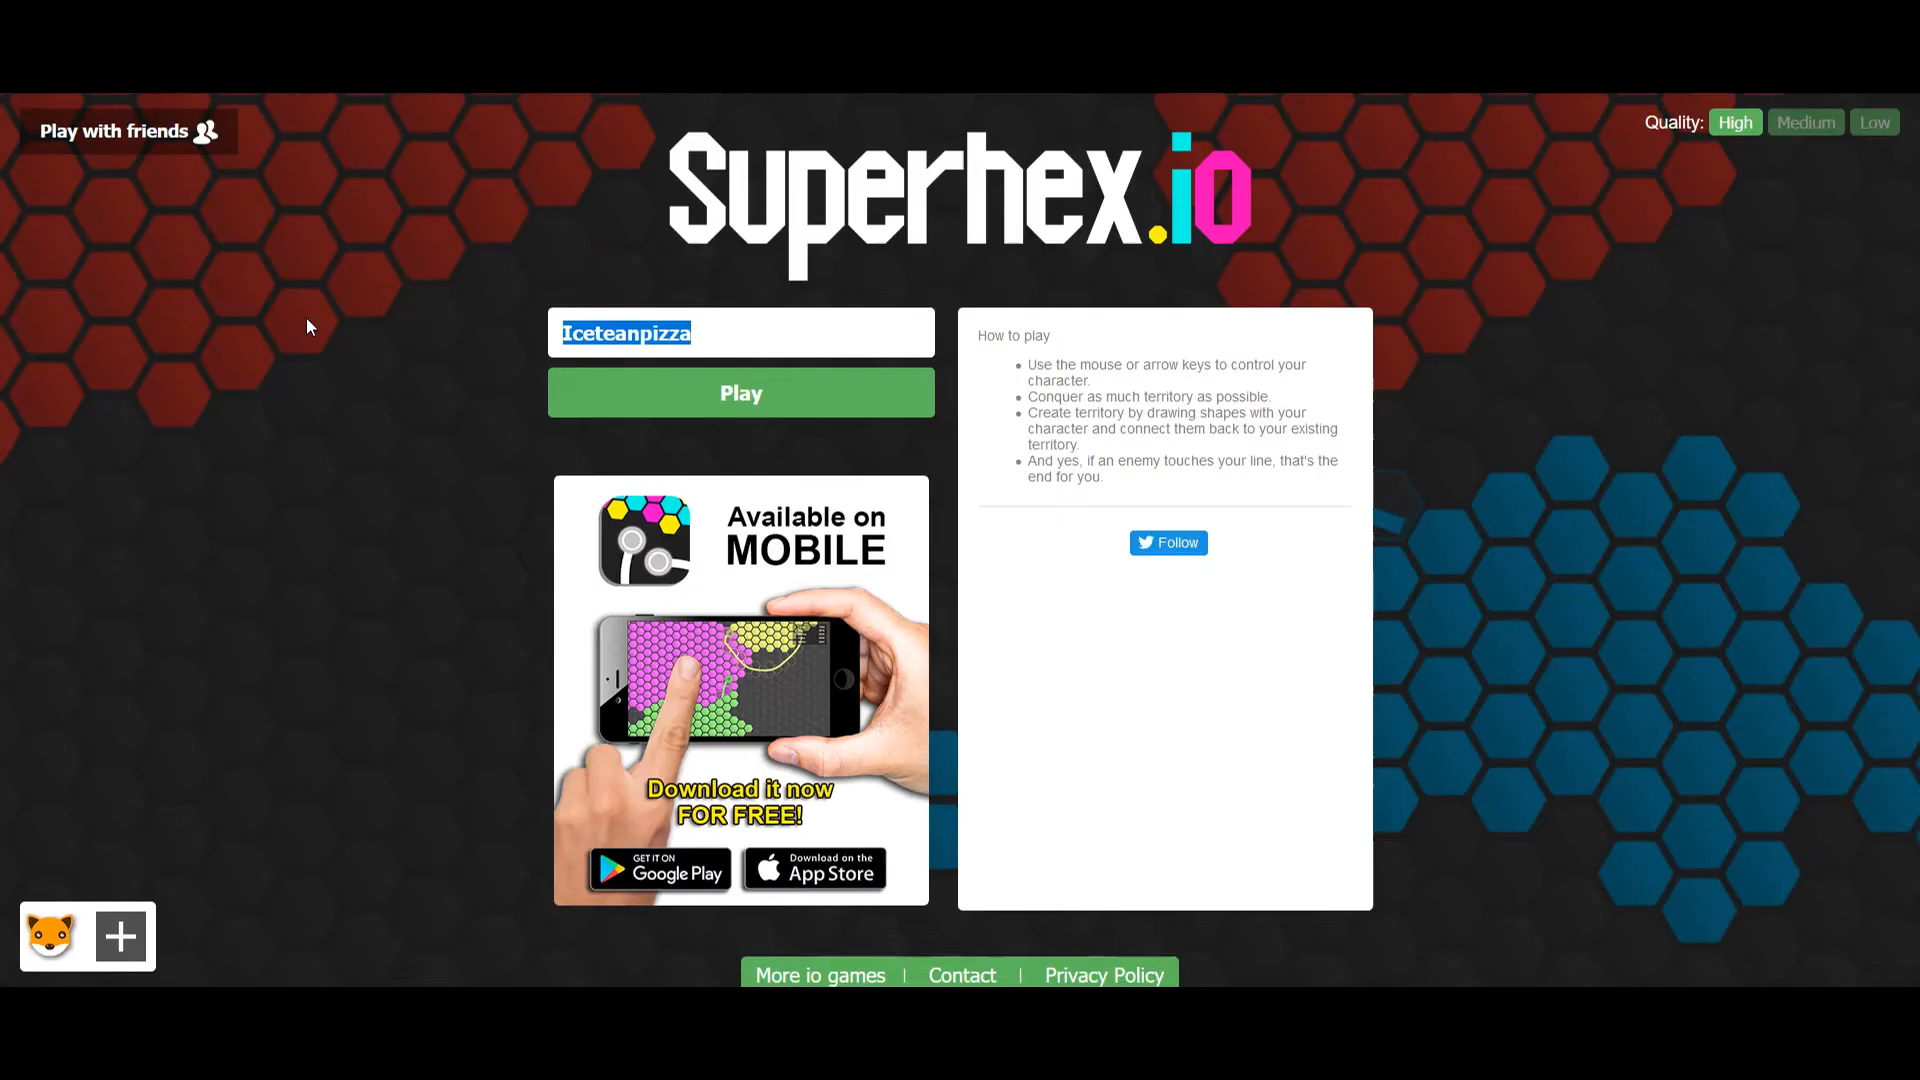 Play with friends
Superhex.io
Quality: High Medium Low
Iceteanpizza
Play
Available on
MOBILE
Download it now
FOR FREE!
GET IT ON
Google Play
Download on the
App Store
How to play
Use the mouse or arrow keys to control your
character.
Conquer as much territory as possible.
Create territory by drawing shapes with your
character and connect them back to your existing
territory.
And yes, if an enemy touches your line, that's the
end for you.
Follow
More io games | Contact | Privacy Policy